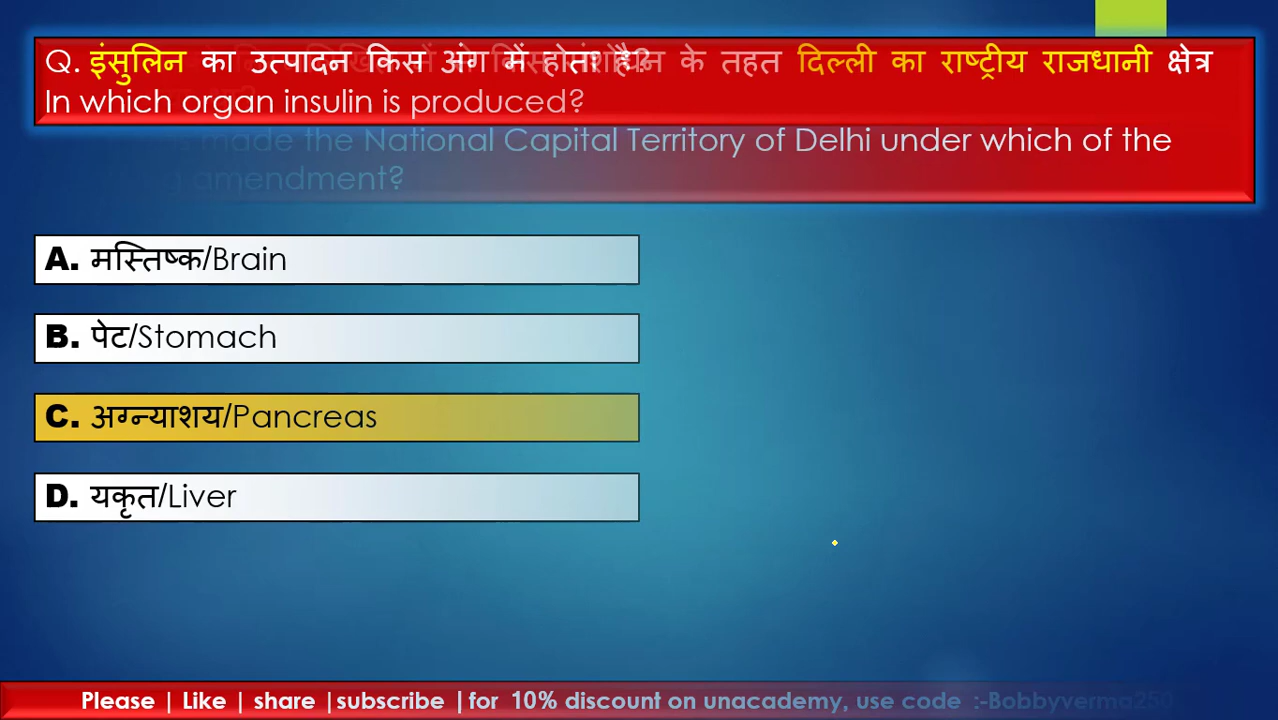 Q. इंसुलिन का उत्पादन किस अंग में होता है?
के तहत दिल्ली का राष्ट्रीय राजधानी क्षेत्र
In which organ insulin is produced?
made the National Capital Territory of Delhi under which of the
amendment?
A. मस्तिष्क/Brain
B. पेट/Stomach
C. अग्न्याशय/Pancreas
D. यकृत/Liver
Please | Like | share |subscribe |for 10% discount on unacademy, use code :-Bobbyverma250